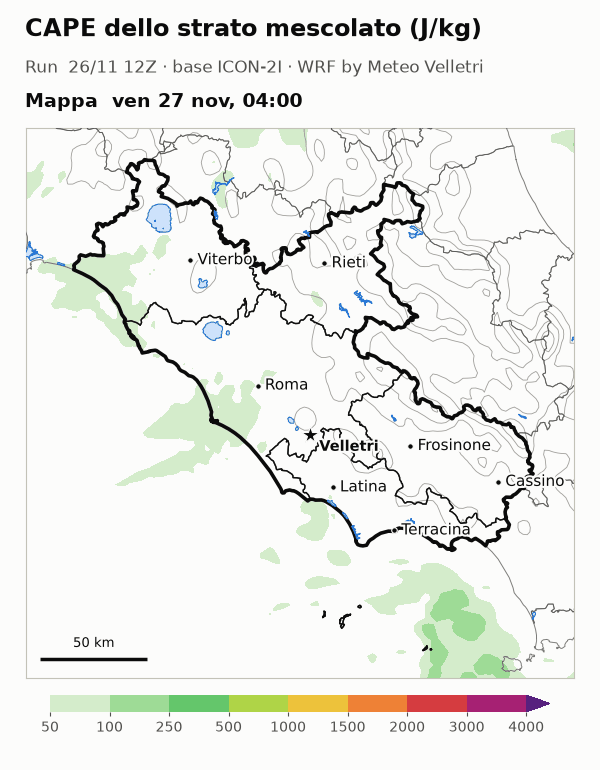 CAPE dello strato mescolato (J/kg)
Run  26/11 12Z · base ICON-2I · WRF by Meteo Velletri
Mappa  ven 27 nov, 04:00
Viterbo
Rieti
Roma
Velletri
Frosinone
Cassino
Latina
Terracina
50 km
50 100 250 500 1000 1500 2000 3000 4000